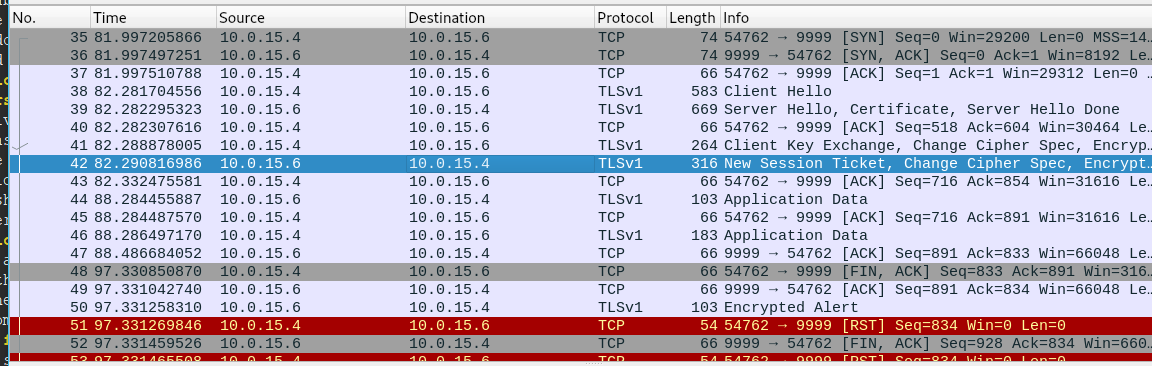 No. Time Source Destination Protocol Length Info
35 81.997205866 10.0.15.4 10.0.15.6 TCP 74 54762 → 9999 [SYN] Seq=0 Win=29200 Len=0 MSS=14…
36 81.997497251 10.0.15.6 10.0.15.4 TCP 74 9999 → 54762 [SYN, ACK] Seq=0 Ack=1 Win=8192 Le…
37 81.997510788 10.0.15.4 10.0.15.6 TCP 66 54762 → 9999 [ACK] Seq=1 Ack=1 Win=29312 Len=0 …
38 82.281704556 10.0.15.4 10.0.15.6 TLSv1 583 Client Hello
39 82.282295323 10.0.15.6 10.0.15.4 TLSv1 669 Server Hello, Certificate, Server Hello Done
40 82.282307616 10.0.15.4 10.0.15.6 TCP 66 54762 → 9999 [ACK] Seq=518 Ack=604 Win=30464 Le…
41 82.288878005 10.0.15.4 10.0.15.6 TLSv1 264 Client Key Exchange, Change Cipher Spec, Encryp…
42 82.290816986 10.0.15.6 10.0.15.4 TLSv1 316 New Session Ticket, Change Cipher Spec, Encrypt…
43 82.332475581 10.0.15.4 10.0.15.6 TCP 66 54762 → 9999 [ACK] Seq=716 Ack=854 Win=31616 Le…
44 88.284455887 10.0.15.6 10.0.15.4 TLSv1 103 Application Data
45 88.284487570 10.0.15.4 10.0.15.6 TCP 66 54762 → 9999 [ACK] Seq=716 Ack=891 Win=31616 Le…
46 88.286497170 10.0.15.4 10.0.15.6 TLSv1 183 Application Data
47 88.486684052 10.0.15.6 10.0.15.4 TCP 66 9999 → 54762 [ACK] Seq=891 Ack=833 Win=66048 Le…
48 97.330850870 10.0.15.4 10.0.15.6 TCP 66 54762 → 9999 [FIN, ACK] Seq=833 Ack=891 Win=316…
49 97.331042740 10.0.15.6 10.0.15.4 TCP 66 9999 → 54762 [ACK] Seq=891 Ack=834 Win=66048 Le…
50 97.331258310 10.0.15.6 10.0.15.4 TLSv1 103 Encrypted Alert
51 97.331269846 10.0.15.4 10.0.15.6 TCP 54 54762 → 9999 [RST] Seq=834 Win=0 Len=0
52 97.331459526 10.0.15.6 10.0.15.4 TCP 66 9999 → 54762 [FIN, ACK] Seq=928 Ack=834 Win=660…
53 97.331465508 10.0.15.4 10.0.15.6 TCP 54 54762 → 9999 [RST] Seq=834 Win=0 Len=0